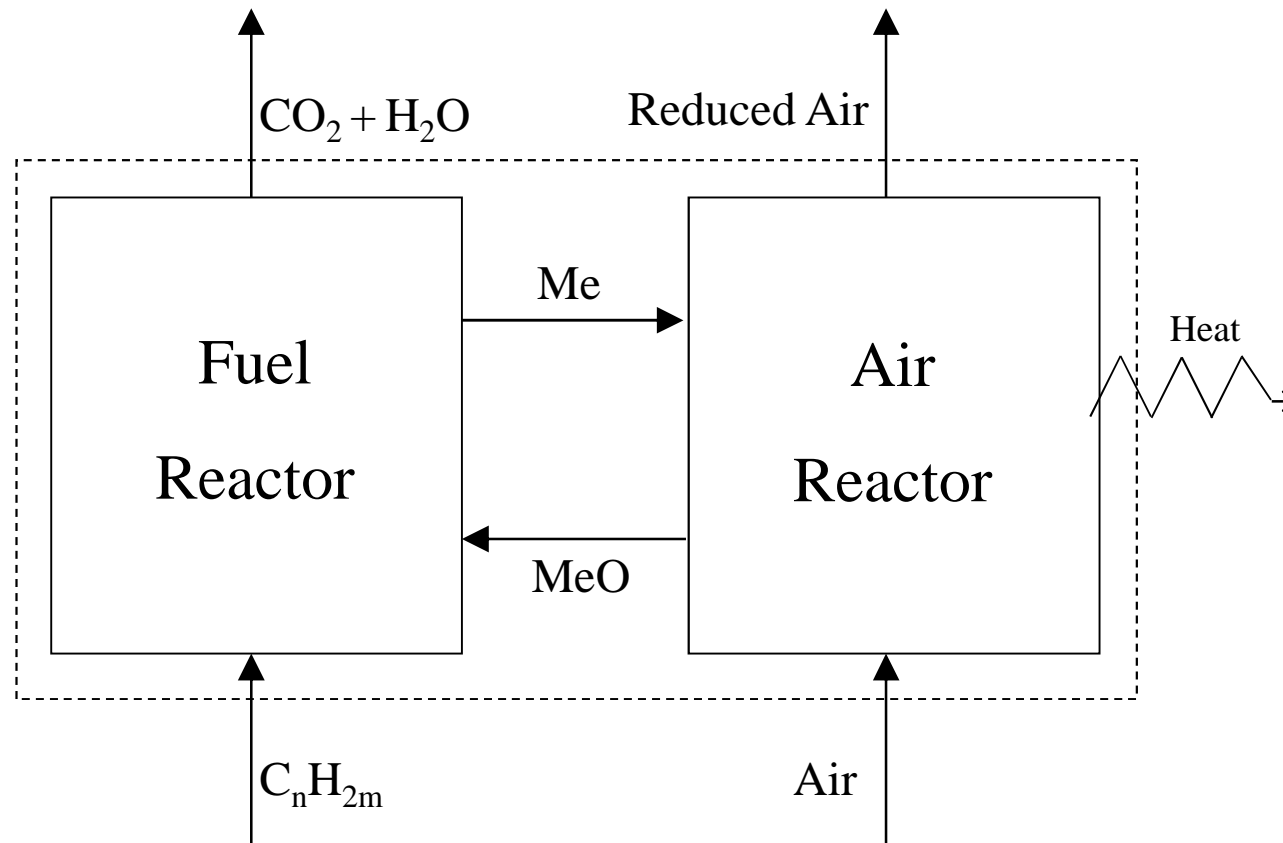 CO₂ + H₂O
Reduced Air
Me
Heat
Fuel
Reactor
Air
Reactor
MeO
CₙH₂ₘ
Air